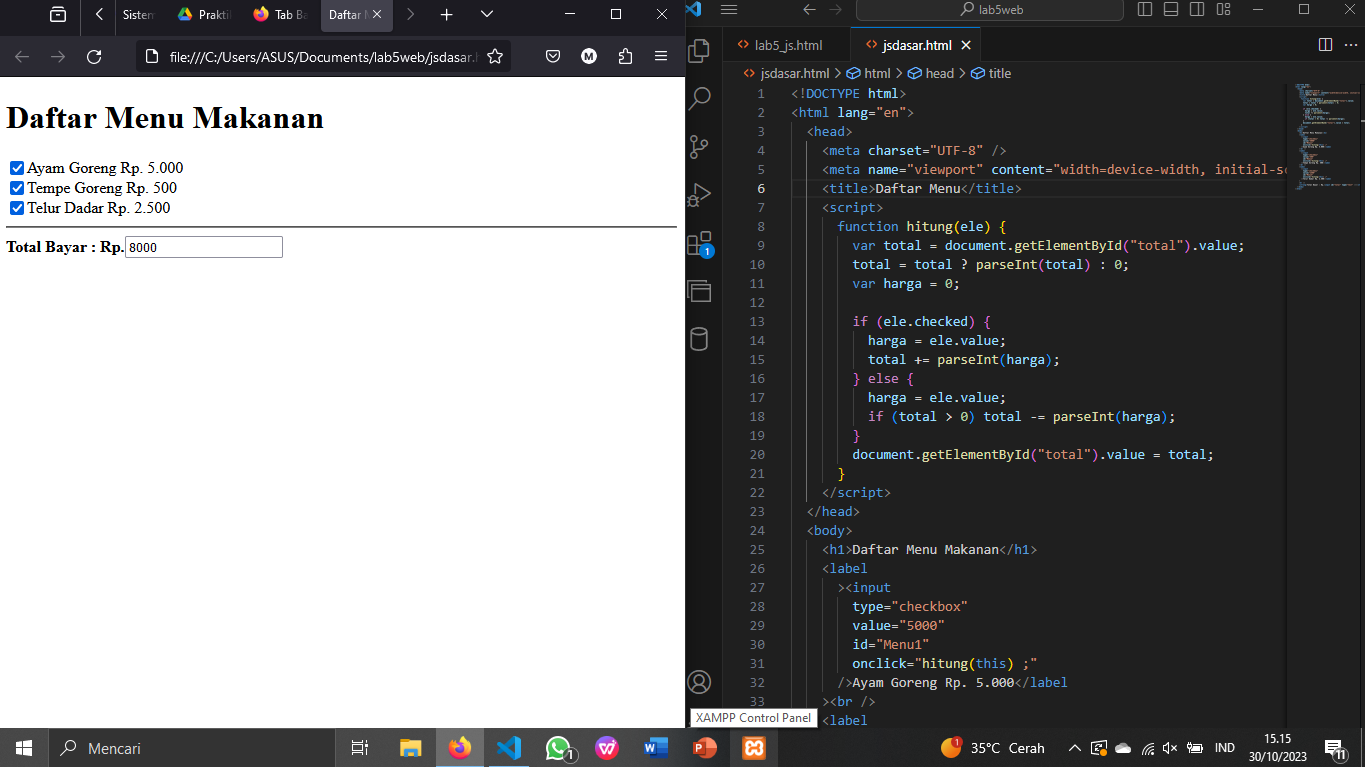 Sistem
Praktil
Tab Ba
Daftar M
file:///C:/Users/ASUS/Documents/lab5web/jsdasar.h
M
Daftar Menu Makanan
Ayam Goreng Rp. 5.000
Tempe Goreng Rp. 500
Telur Dadar Rp. 2.500
Total Bayar : Rp. 8000
lab5web
lab5_js.html
jsdasar.html
jsdasar.html > html > head > title
1 <!DOCTYPE html>
2 <html lang="en">
3 <head>
4 <meta charset="UTF-8" />
5 <meta name="viewport" content="width=device-width, initial-sc
6 <title>Daftar Menu</title>
7 <script>
8 function hitung(ele) {
9 var total = document.getElementById("total").value;
10 total = total ? parseInt(total) : 0;
11 var harga = 0;
12
13 if (ele.checked) {
14 harga = ele.value;
15 total += parseInt(harga);
16 } else {
17 harga = ele.value;
18 if (total > 0) total -= parseInt(harga);
19 }
20 document.getElementById("total").value = total;
21 }
22 </script>
23 </head>
24 <body>
25 <h1>Daftar Menu Makanan</h1>
26 <label
27 ><input
28 type="checkbox"
29 value="5000"
30 id="Menu1"
31 onclick="hitung(this) ;"
32 />Ayam Goreng Rp. 5.000</label
33 ><br />
<label
1
XAMPP Control Panel
Mencari
1
1
35°C Cerah
IND
15.15
30/10/2023
11